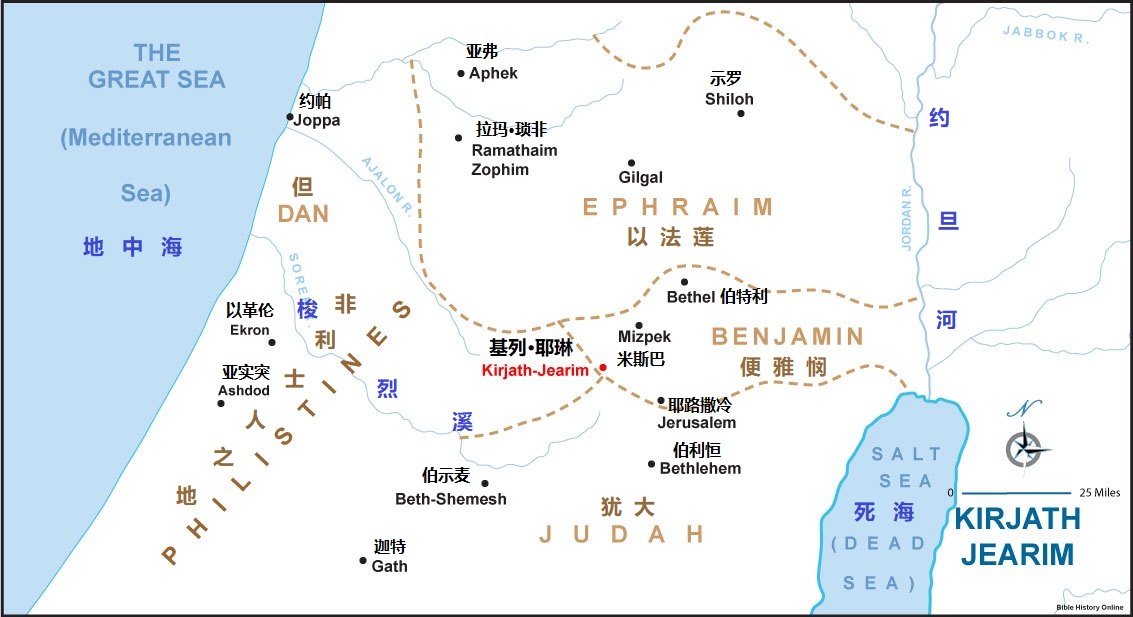 THE
GREAT SEA
(Mediterranean
Sea)
地中海
亚弗
Aphek
约帕
Joppa
拉玛•琐非
Ramathaim
Zophim
示罗
Shiloh
JABBOK R.
约旦河
JORDAN R.
AJALON R.
Gilgal
但
DAN
EPHRAIM
以法莲
SOREK
梭烈溪
以革伦
Ekron
亚实突
Ashdod
非利士人之地
PHILISTINES
Bethel 伯特利
Mizpek
米斯巴
BENJAMIN
便雅悯
基列•耶琳
Kirjath-Jearim
耶路撒冷
Jerusalem
伯利恒
Bethlehem
伯示麦
Beth-Shemesh
犹大
JUDAH
迦特
Gath
SALT
SEA
死海
(DEAD
SEA)
N
0 25 Miles
KIRJATH
JEARIM
Bible History Online